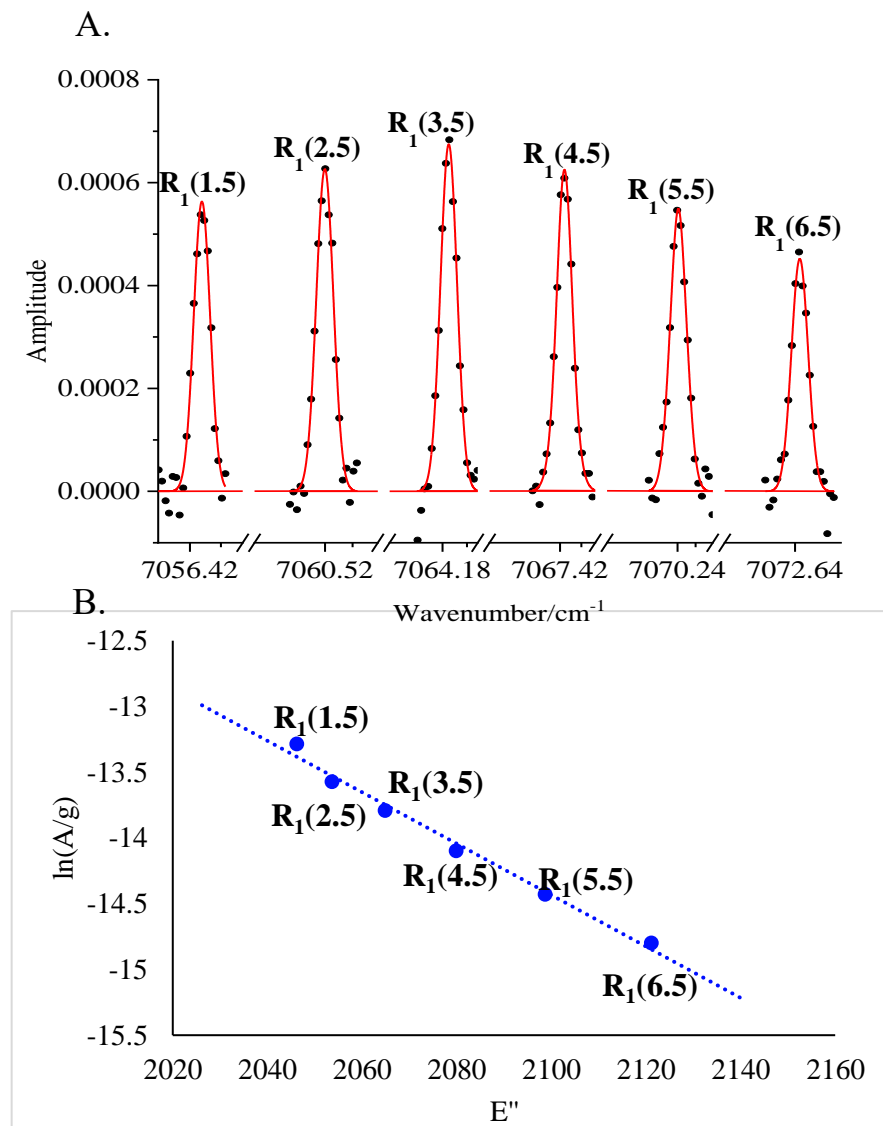 A.
0.0008
0.0006
0.0004
0.0002
0.0000
Amplitude
R₁(1.5)
R₁(2.5)
R₁(3.5)
R₁(4.5)
R₁(5.5)
R₁(6.5)
7056.42 7060.52 7064.18 7067.42 7070.24 7072.64
Wavenumber/cm⁻¹
B.
-12.5
-13
-13.5
-14
-14.5
-15
-15.5
ln(A/g)
R₁(1.5)
R₁(2.5)
R₁(3.5)
R₁(4.5)
R₁(5.5)
R₁(6.5)
2020 2040 2060 2080 2100 2120 2140 2160
E"